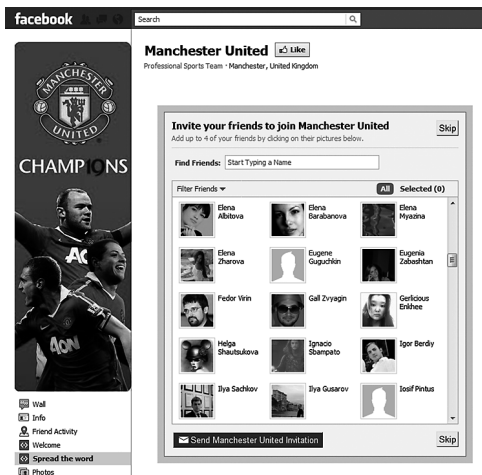 facebook
Search
MANCHESTER
UNITED
CHAMP19NS
AON
AON
Manchester United
Like
Professional Sports Team · Manchester, United Kingdom
Invite your friends to join Manchester United
Skip
Add up to 4 of your friends by clicking on their pictures below.
Find Friends: Start Typing a Name
Filter Friends All Selected (0)
Elena Albitova
Elena Barabanova
Elena Myazina
Elena Zharova
Eugene Guguchkin
Eugenia Zabashtan
Fedor Virin
Gall Zvyagin
Gerlicious Enkhee
Helga Shautsukova
Ignacio Sbampato
Igor Berdiy
Ilya Sachkov
Ilya Gusarov
Iosif Pintus
Send Manchester United Invitation
Skip
Wall
Info
Friend Activity
Welcome
Spread the word
Photos